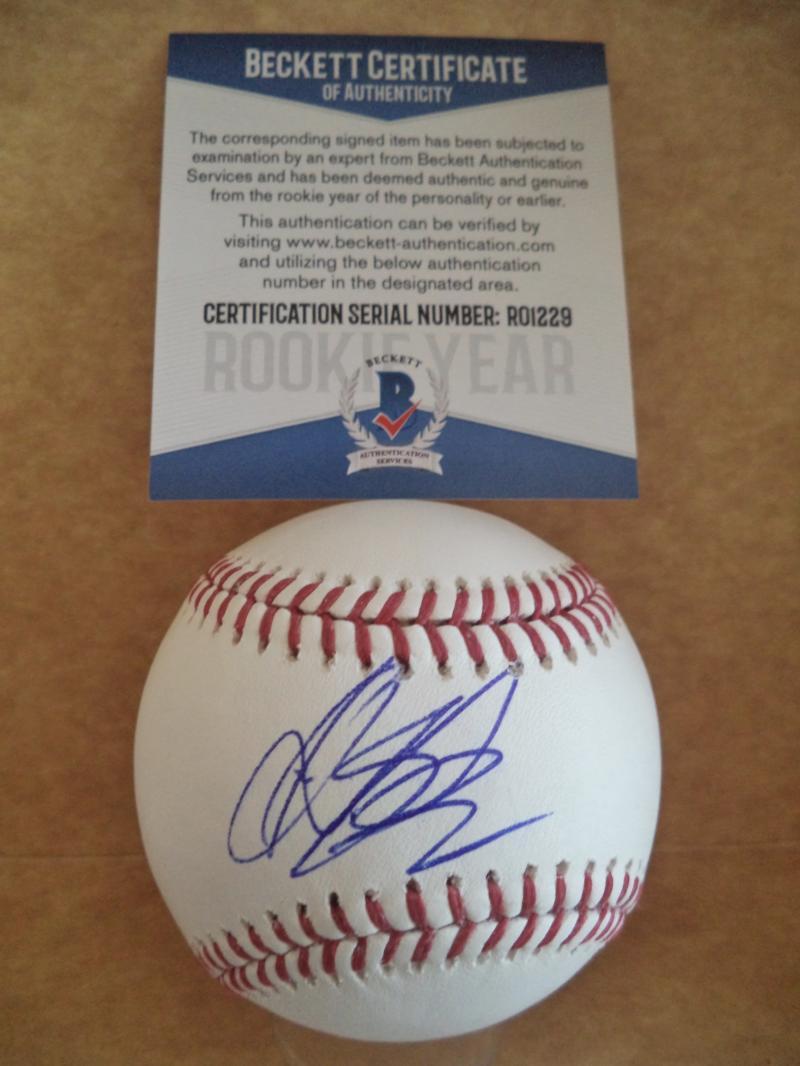 BECKETT CERTIFICATE
OF AUTHENTICITY
The corresponding signed item has been subjected to
examination by an expert from Beckett Authentication
Services and has been deemed authentic and genuine
from the rookie year of the personality or earlier.
This authentication can be verified by
visiting www.beckett-authentication.com
and utilizing the below authentication
number in the designated area.
CERTIFICATION SERIAL NUMBER: R01229
ROOKIE YEAR
BECKETT
B
AUTHENTICATION
SERVICES